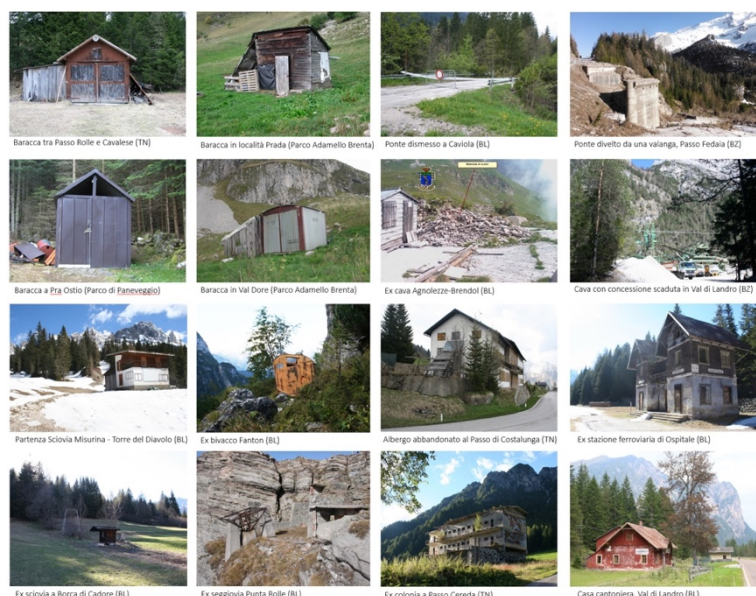 Baracca tra Passo Rolle e Cavalese (TN)
Baracca in località Prada (Parco Adamello Brenta)
Ponte dismesso a Caviola (BL)
Ponte divelto da una valanga, Passo Fedaia (BZ)
Baracca a Pra Ostio (Parco di Paneveggio)
Baracca in Val Dore (Parco Adamello Brenta)
Ex cava Agnolezze-Brendol (BL)
Cava con concessione scaduta in Val di Landro (BZ)
Partenza Sciovia Misurina - Torre del Diavolo (BL)
Ex bivacco Fanton (BL)
Albergo abbandonato al Passo di Costalunga (TN)
Ex stazione ferroviaria di Ospitale (BL)
Ex sciovia a Borca di Cadore (BL)
Ex seggiovia Punta Rolle (BL)
Ex colonia a Passo Cereda (TN)
Casa cantoniera, Val di Landro (BL)